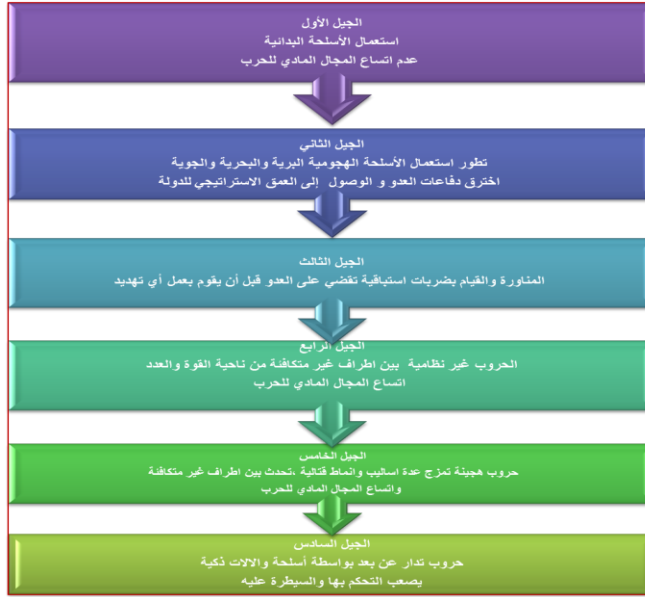 الجيل الأول
استعمال الأسلحة البدائية
عدم اتساع المجال المادي للحرب
الجيل الثاني
تطور استعمال الأسلحة الهجومية البرية والبحرية والجوية
اخترق دفاعات العدو و الوصول إلى العمق الاستراتيجي للدولة
الجيل الثالث
المناورة والقيام بضربات استباقية تقضي على العدو قبل أن يقوم بعمل أي تهديد
الجيل الرابع
الحروب غير نظامية بين اطراف غير متكافئة من ناحية القوة والعدد
اتساع المجال المادي للحرب
الجيل الخامس
حروب هجينة تمزج عدة اساليب وانماط قتالية ،تحدث بين اطراف غير متكافئة
واتساع المجال المادي للحرب
الجيل السادس
حروب تدار عن بعد بواسطة أسلحة والالات ذكية
يصعب التحكم بها والسيطرة عليه